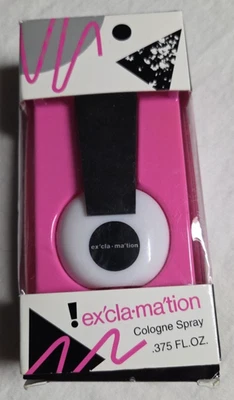 ex'cla·ma'tion
! ex'cla·ma'tion
Cologne Spray
.375 FL.OZ.